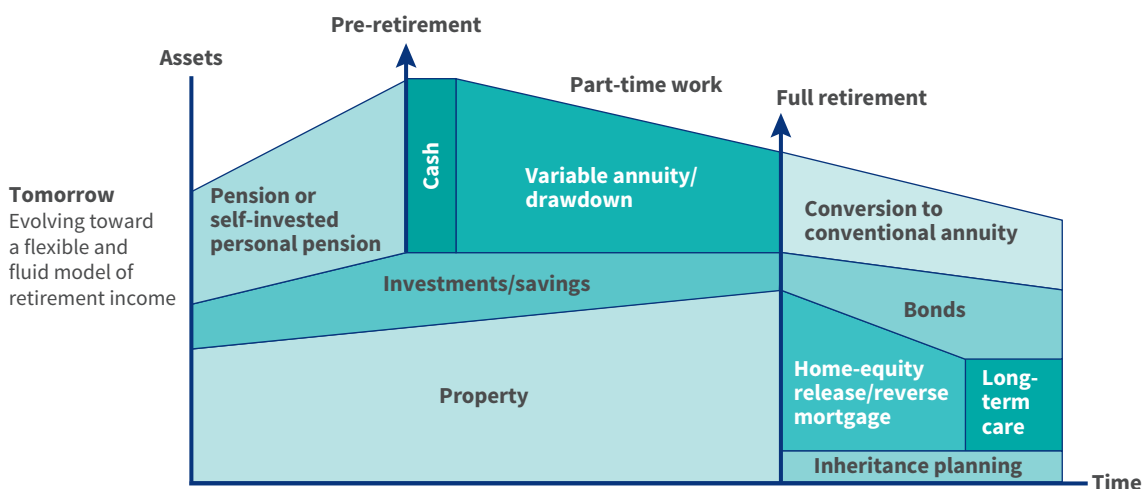 Pre-retirement
Assets
Part-time work
Full retirement
Tomorrow
Evolving toward
a flexible and
fluid model of
retirement income
Pension or
self-invested
personal pension
Cash
Variable annuity/
drawdown
Conversion to
conventional annuity
Investments/savings
Bonds
Property
Home-equity
release/reverse
mortgage
Long-
term
care
Inheritance planning
Time